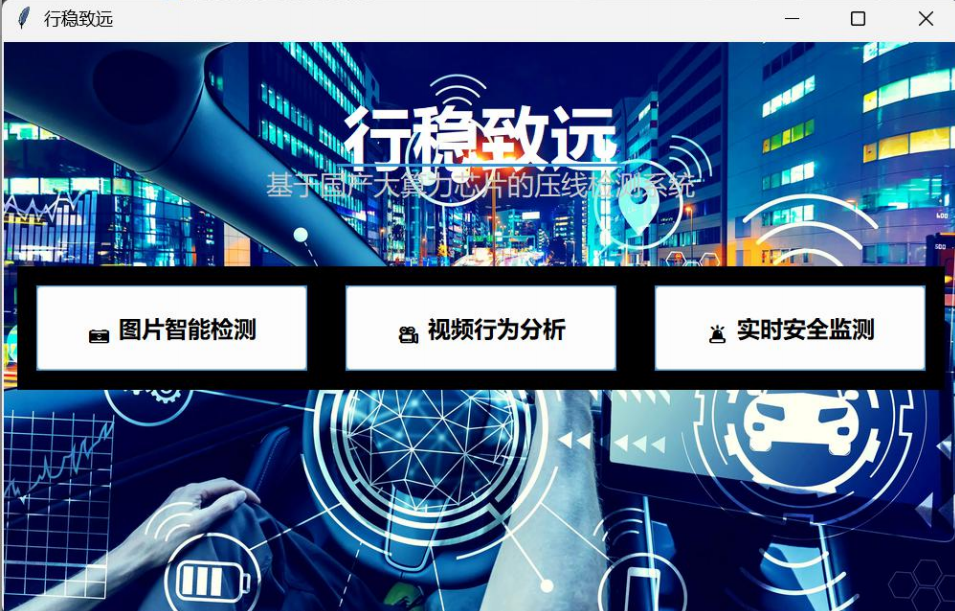 行稳致远
行稳致远
基于国产大算力芯片的压线检测系统
600
500
图片智能检测
视频行为分析
实时安全监测